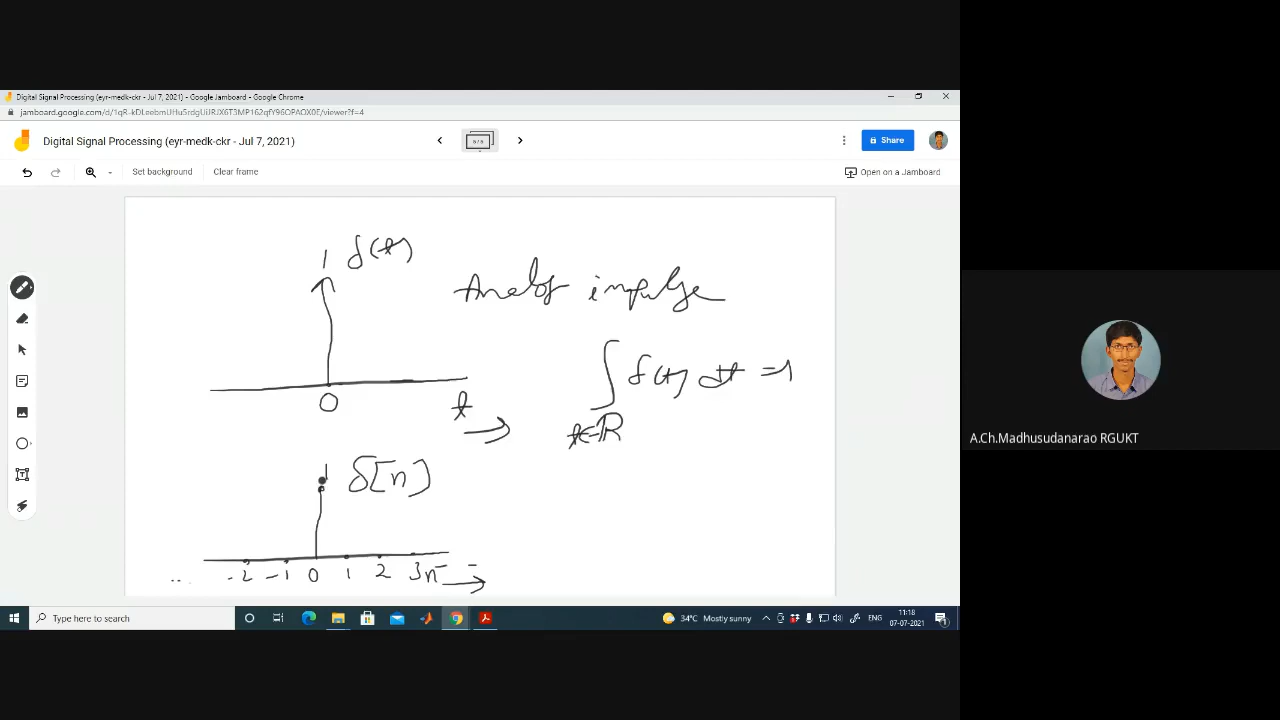 Digital Signal Processing (eyr-medk-ckr - Jul 7, 2021) - Google Jamboard - Google Chrome
Digital Signal Processing (eyr-medk-ckr - Jul 7, 2021)
Share
Set background
Clear frame
Open on a Jamboard
1 δ(t)
Analog impulse
∫ δ(t) dt = 1
t∈ℝ
0 t
1 δ[n]
... -2 -1 0 1 2 3 n
A.Ch.Madhusudanarao RGUKT
Type here to search
34°C Mostly sunny
ENG
11:18
07-07-2021